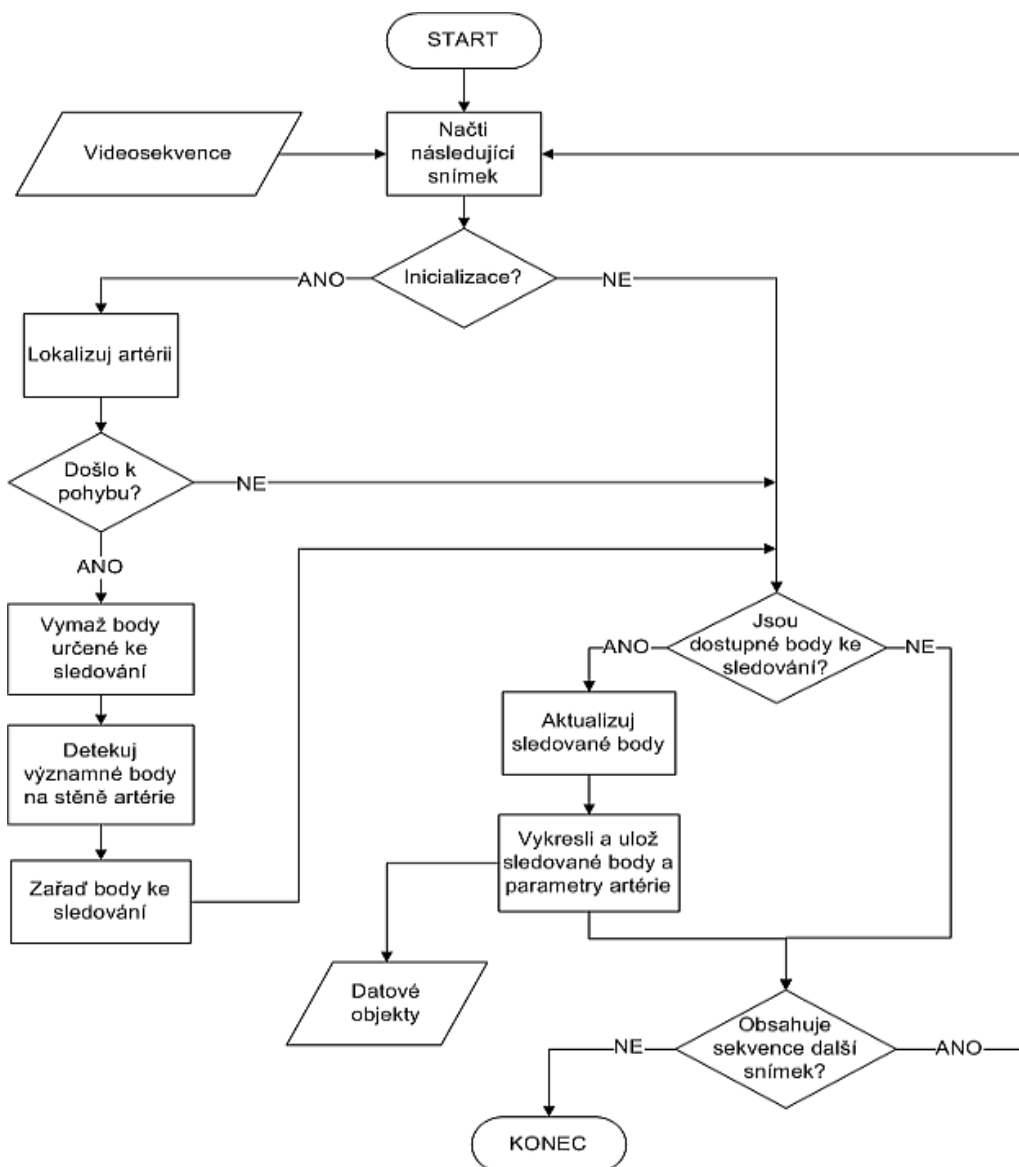 START
Videosekvence
Načti
následující
snímek
Inicializace?
ANO
NE
Lokalizuj artérii
Došlo k
pohybu?
NE
ANO
Vymaž body
určené ke
sledování
Detekuj
významné body
na stěně artérie
Zařaď body ke
sledování
Jsou
dostupné body ke
sledování?
ANO
NE
Aktualizuj
sledované body
Vykresli a ulož
sledované body a
parametry artérie
Datové
objekty
Obsahuje
sekvence další
snímek?
NE
ANO
KONEC